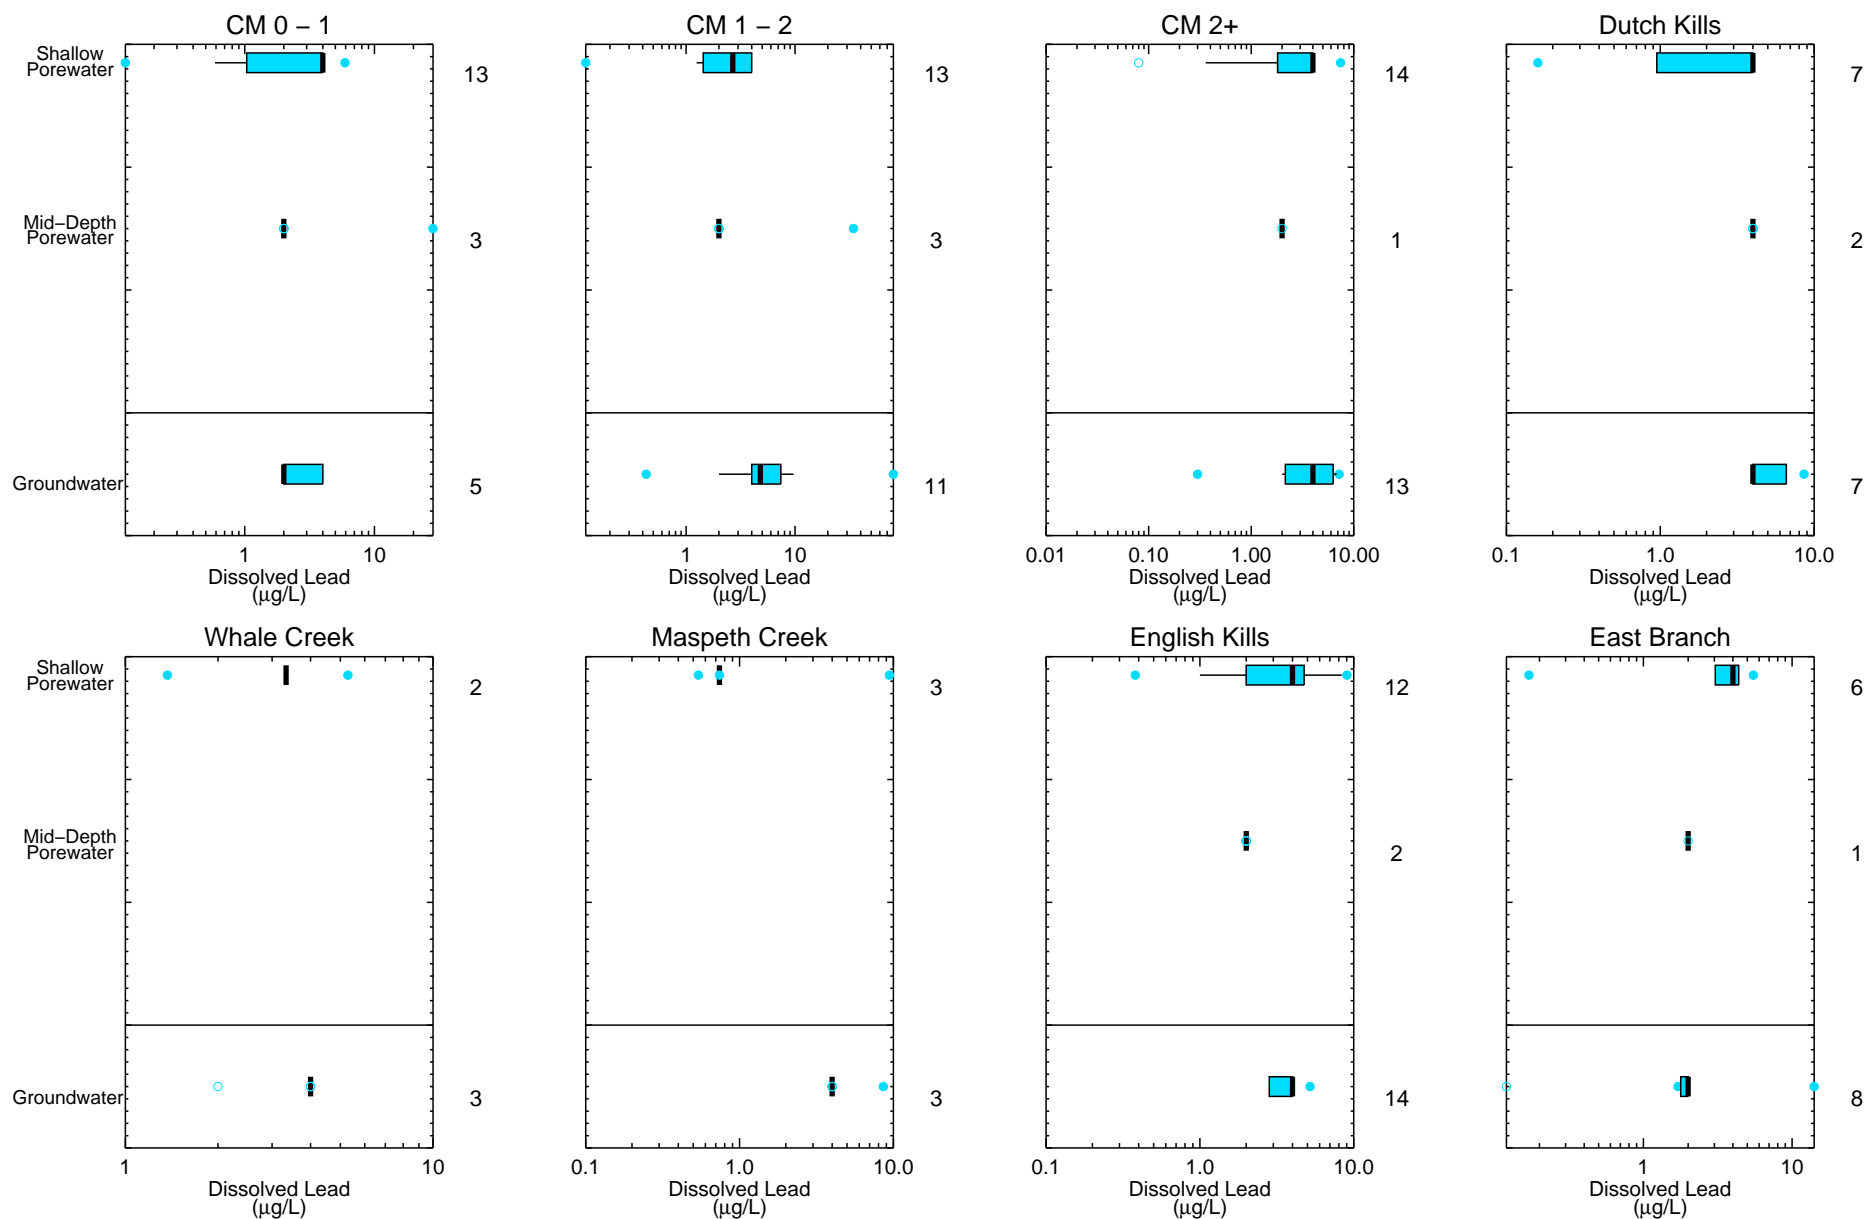 CM 0 – 1
CM 1 – 2
CM 2+
Dutch Kills
Shallow
Porewater
13
13
14
7
Mid–Depth
Porewater
3
3
1
2
Groundwater
5
11
13
7
1 10
1 10
0.01 0.10 1.00 10.00
0.1 1.0 10.0
Dissolved Lead
(µg/L)
Dissolved Lead
(µg/L)
Dissolved Lead
(µg/L)
Dissolved Lead
(µg/L)
Whale Creek
Maspeth Creek
English Kills
East Branch
Shallow
Porewater
2
3
12
6
Mid–Depth
Porewater
2
1
Groundwater
3
3
14
8
1 10
0.1 1.0 10.0
0.1 1.0 10.0
1 10
Dissolved Lead
(µg/L)
Dissolved Lead
(µg/L)
Dissolved Lead
(µg/L)
Dissolved Lead
(µg/L)